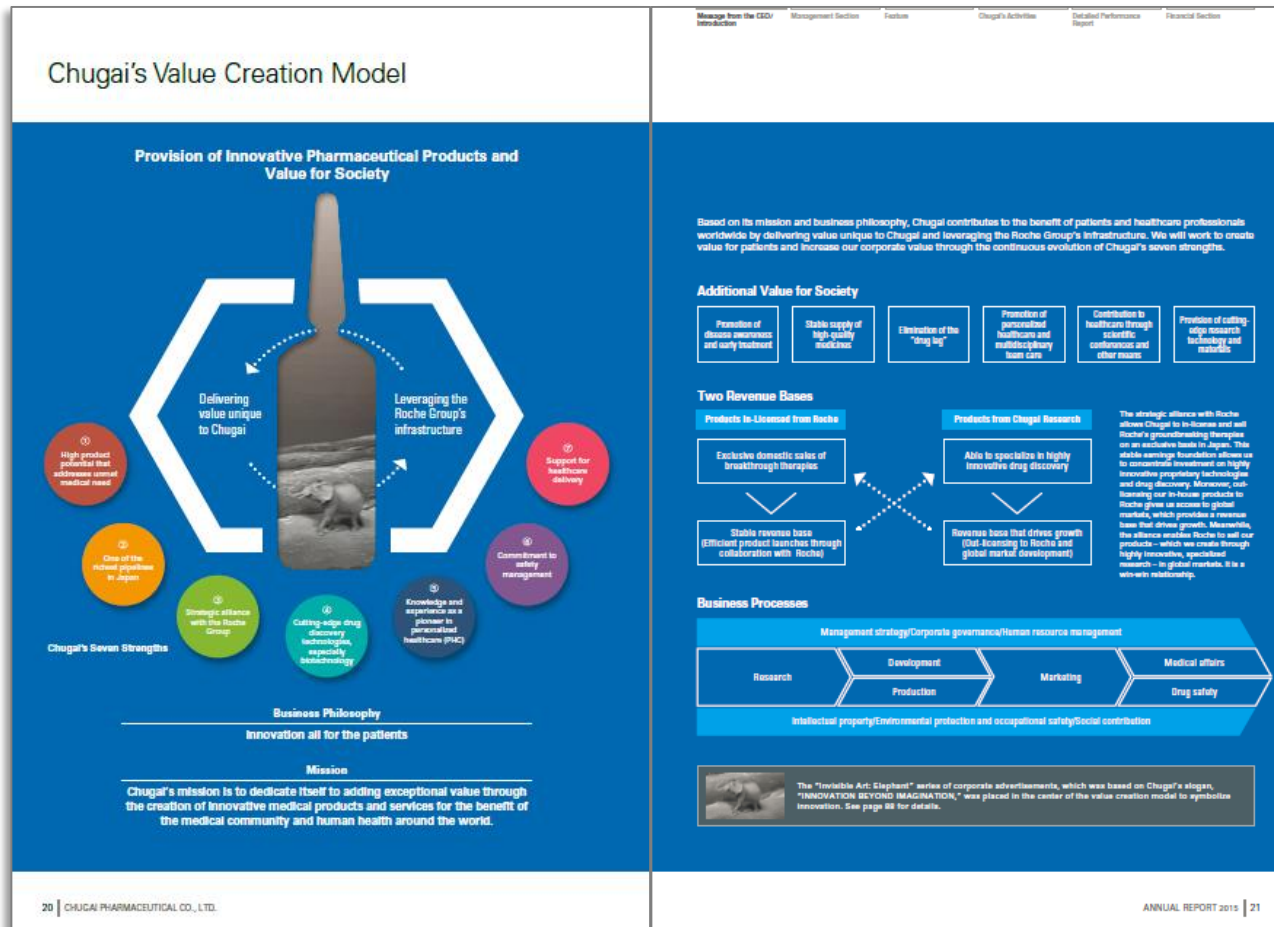 Chugai's Value Creation Model
Provision of Innovative Pharmaceutical Products and
Value for Society
Delivering
value unique
to Chugai
Leveraging the
Roche Group's
infrastructure
①
High product
potential that
addresses unmet
medical need
②
One of the
richest pipelines
in Japan
③
Strategic alliance
with the Roche
Group
④
Cutting-edge drug
discovery
technologies,
especially
biotechnology
⑤
Knowledge and
experience as a
pioneer in
personalized
healthcare (PHC)
⑥
Commitment to
safety
management
⑦
Support for
healthcare
delivery
Chugai's Seven Strengths
Business Philosophy
Innovation all for the patients
Mission
Chugai's mission is to dedicate itself to adding exceptional value through
the creation of innovative medical products and services for the benefit of
the medical community and human health around the world.
20 CHUGAI PHARMACEUTICAL CO., LTD.
Message from the CEO/
Introduction
Management Section
Feature
Chugai's Activities
Detailed Performance
Report
Financial Section
Based on its mission and business philosophy, Chugai contributes to the benefit of patients and healthcare professionals
worldwide by delivering value unique to Chugai and leveraging the Roche Group's infrastructure. We will work to create
value for patients and increase our corporate value through the continuous evolution of Chugai's seven strengths.
Additional Value for Society
Promotion of
disease awareness
and early treatment
Stable supply of
high-quality
medicines
Elimination of the
"drug lag"
Promotion of
personalized
healthcare and
multidisciplinary
team care
Contribution to
healthcare through
scientific
conferences and
other means
Provision of cutting-
edge research
technology and
materials
Two Revenue Bases
Products In-Licensed from Roche
Exclusive domestic sales of
breakthrough therapies
Stable revenue base
(Efficient product launches through
collaboration with Roche)
Products from Chugai Research
Able to specialize in highly
innovative drug discovery
Revenue base that drives growth
(Out-licensing to Roche and
global market development)
The strategic alliance with Roche
allows Chugai to in-license and sell
Roche's groundbreaking therapies
on an exclusive basis in Japan. This
stable earnings foundation allows us
to concentrate investment on highly
innovative proprietary technologies
and drug discovery. Moreover, out-
licensing our in-house products to
Roche gives us access to global
markets, which provides a revenue
base that drives growth. Meanwhile,
the alliance enables Roche to sell our
products – which we create through
highly innovative, specialized
research – in global markets. It is a
win-win relationship.
Business Processes
Management strategy/Corporate governance/Human resource management
Research
Development
Production
Marketing
Medical affairs
Drug safety
Intellectual property/Environmental protection and occupational safety/Social contribution
The "Invisible Art: Elephant" series of corporate advertisements, which was based on Chugai's slogan,
"INNOVATION BEYOND IMAGINATION," was placed in the center of the value creation model to symbolize
innovation. See page 88 for details.
ANNUAL REPORT 2015 21